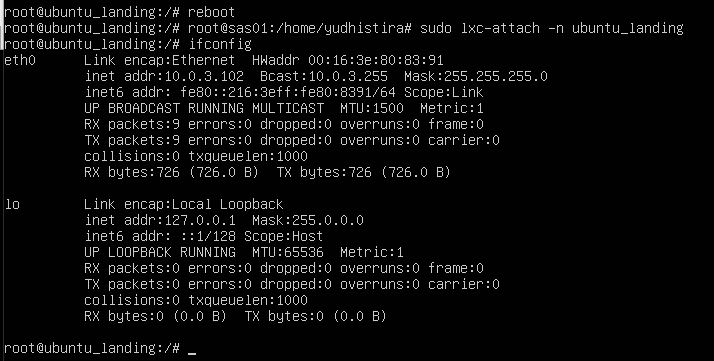 root@ubuntu_landing:/# reboot
root@ubuntu_landing:/# root@sas01:/home/yudhistira# sudo lxc-attach -n ubuntu_landing
root@ubuntu_landing:/# ifconfig
eth0      Link encap:Ethernet  HWaddr 00:16:3e:80:83:91
          inet addr:10.0.3.102  Bcast:10.0.3.255  Mask:255.255.255.0
          inet6 addr: fe80::216:3eff:fe80:8391/64 Scope:Link
          UP BROADCAST RUNNING MULTICAST  MTU:1500  Metric:1
          RX packets:9 errors:0 dropped:0 overruns:0 frame:0
          TX packets:9 errors:0 dropped:0 overruns:0 carrier:0
          collisions:0 txqueuelen:1000
          RX bytes:726 (726.0 B)  TX bytes:726 (726.0 B)
lo        Link encap:Local Loopback
          inet addr:127.0.0.1  Mask:255.0.0.0
          inet6 addr: ::1/128 Scope:Host
          UP LOOPBACK RUNNING  MTU:65536  Metric:1
          RX packets:0 errors:0 dropped:0 overruns:0 frame:0
          TX packets:0 errors:0 dropped:0 overruns:0 carrier:0
          collisions:0 txqueuelen:1000
          RX bytes:0 (0.0 B)  TX bytes:0 (0.0 B)
root@ubuntu_landing:/# _